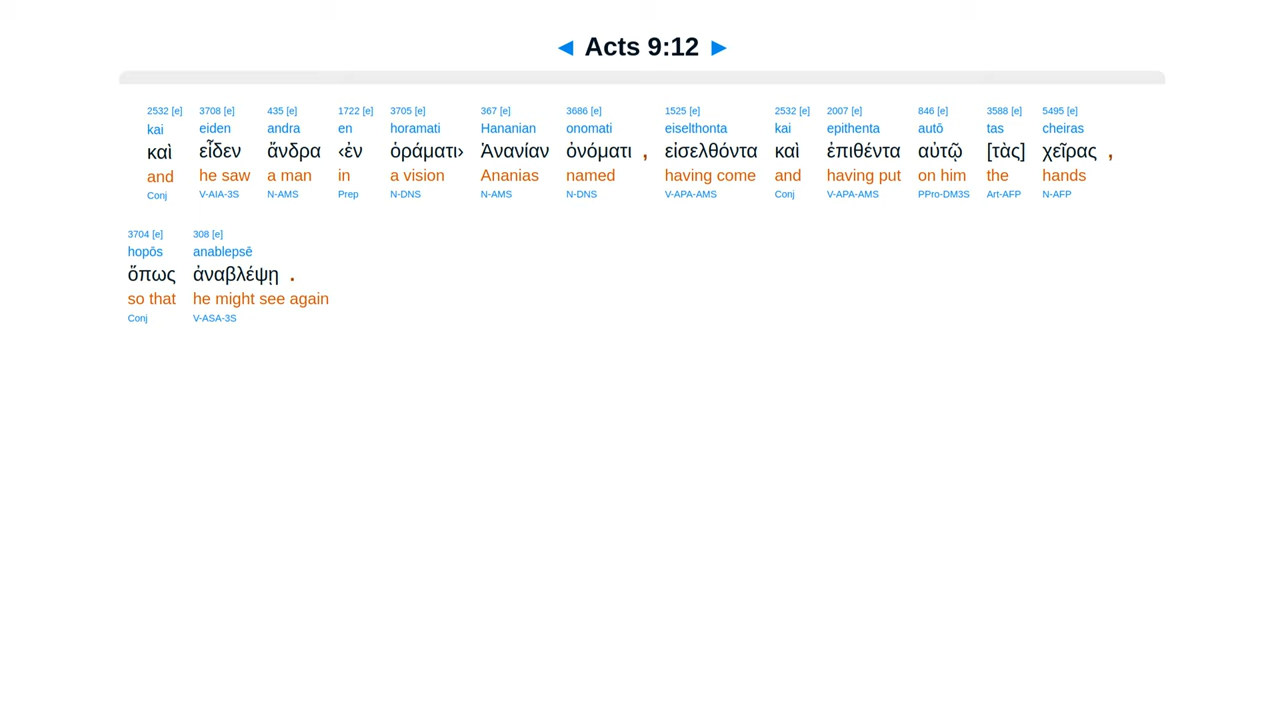 ◄ Acts 9:12 ►
2532 [e] 3708 [e] 435 [e] 1722 [e] 3705 [e] 367 [e] 3686 [e] 1525 [e] 2532 [e] 2007 [e] 846 [e] 3588 [e] 5495 [e]
kai eiden andra en horamati Hananian onomati eiselthonta kai epithenta autō tas cheiras
καὶ εἶδεν ἄνδρα ‹ἐν ὁράματι› Ἁνανίαν ὀνόματι , εἰσελθόντα καὶ ἐπιθέντα αὐτῷ [τὰς] χεῖρας ,
and he saw a man in a vision Ananias named having come and having put on him the hands
Conj V-AIA-3S N-AMS Prep N-DNS N-AMS N-DNS V-APA-AMS Conj V-APA-AMS PPro-DM3S Art-AFP N-AFP
3704 [e] 308 [e]
hopōs anablepsē
ὅπως ἀναβλέψῃ .
so that he might see again
Conj V-ASA-3S